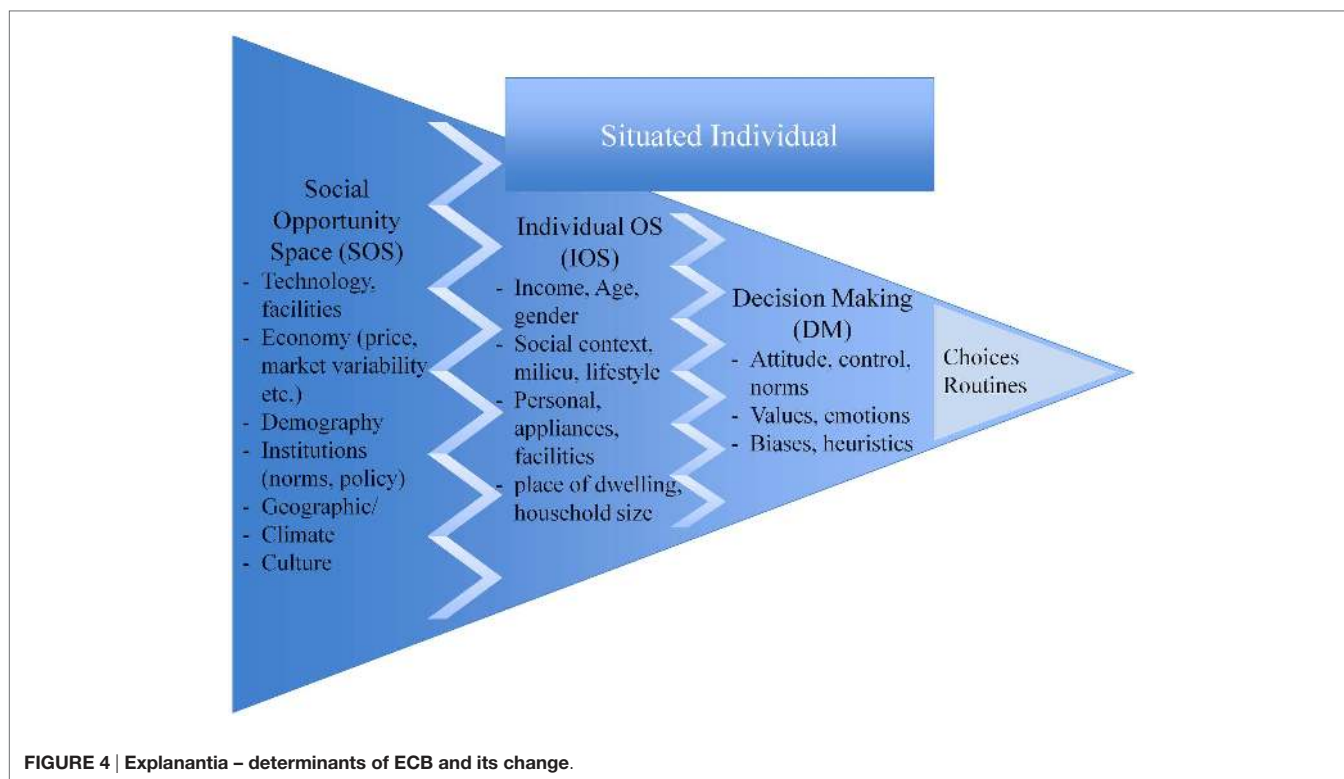 Situated Individual
Social
Opportunity
Space (SOS)
- Technology,
facilities
- Economy (price,
market variability
etc.)
- Demography
- Institutions
(norms, policy)
- Geographic/
- Climate
- Culture
Individual OS
(IOS)
- Income, Age,
gender
- Social context,
milieu, lifestyle
- Personal,
appliances,
facilities
- place of dwelling,
household size
Decision Making
(DM)
- Attitude, control,
norms
- Values, emotions
- Biases, heuristics
Choices
Routines
FIGURE 4 | Explanantia – determinants of ECB and its change.